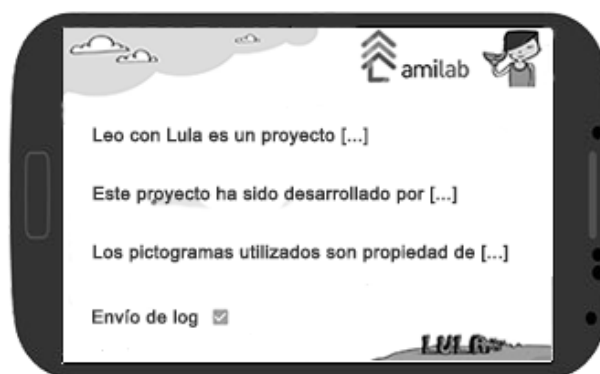 amilab
Leo con Lula es un proyecto [...]
Este proyecto ha sido desarrollado por [...]
Los pictogramas utilizados son propiedad de [...]
Envío de log
LULA